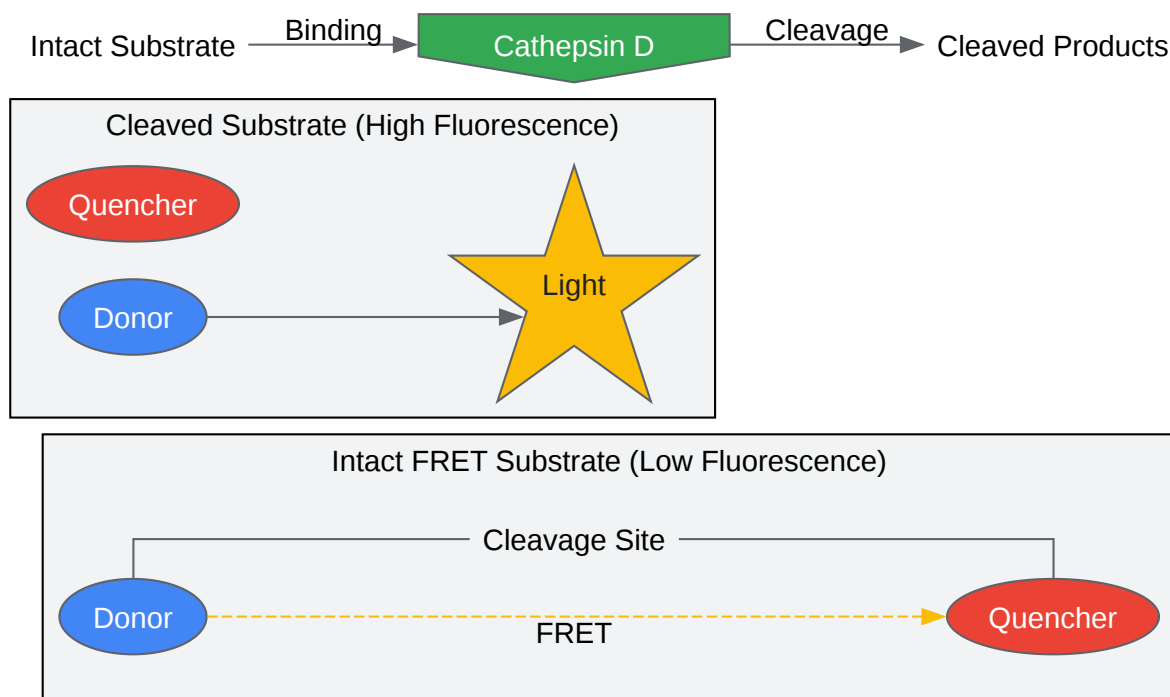 Intact Substrate
Binding
Cathepsin D
Cleavage
Cleaved Products
Cleaved Substrate (High Fluorescence)
Quencher
Light
Donor
Intact FRET Substrate (Low Fluorescence)
Cleavage Site
Donor
FRET
Quencher